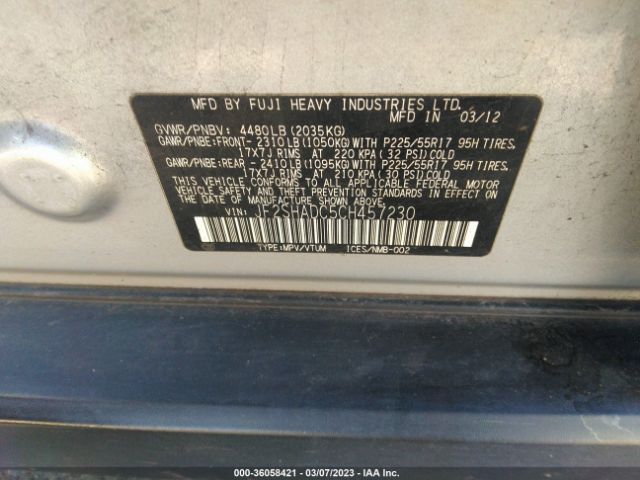 MFD BY FUJI HEAVY INDUSTRIES LTD.
MFD IN 03/12
GVWR/PNBV: 4480LB(2035KG)
GAWR/PNBE:FRONT-2310LB(1050KG)WITH P225/55R17 95H TIRES.
17X7J RIMS AT 220 KPA(32 PSI)COLD
GAWR/PNBE:REAR -2410LB(1095KG)WITH P225/55R17 95H TIRES.
17X7J RIMS AT 210 KPA(30 PSI)COLD
THIS VEHICLE CONFORMS TO ALL APPLICABLE FEDERAL MOTOR
VEHICLE SAFETY AND BUMPER STANDARDS IN EFFECT ON
THE DATE OF MANUFACTURE SHOWN ABOVE.
VIN: JF2SHADC5CH457230
TYPE:MPV/VTUM ICES/NMB-002
000-36058421 - 03/07/2023 - IAA Inc.